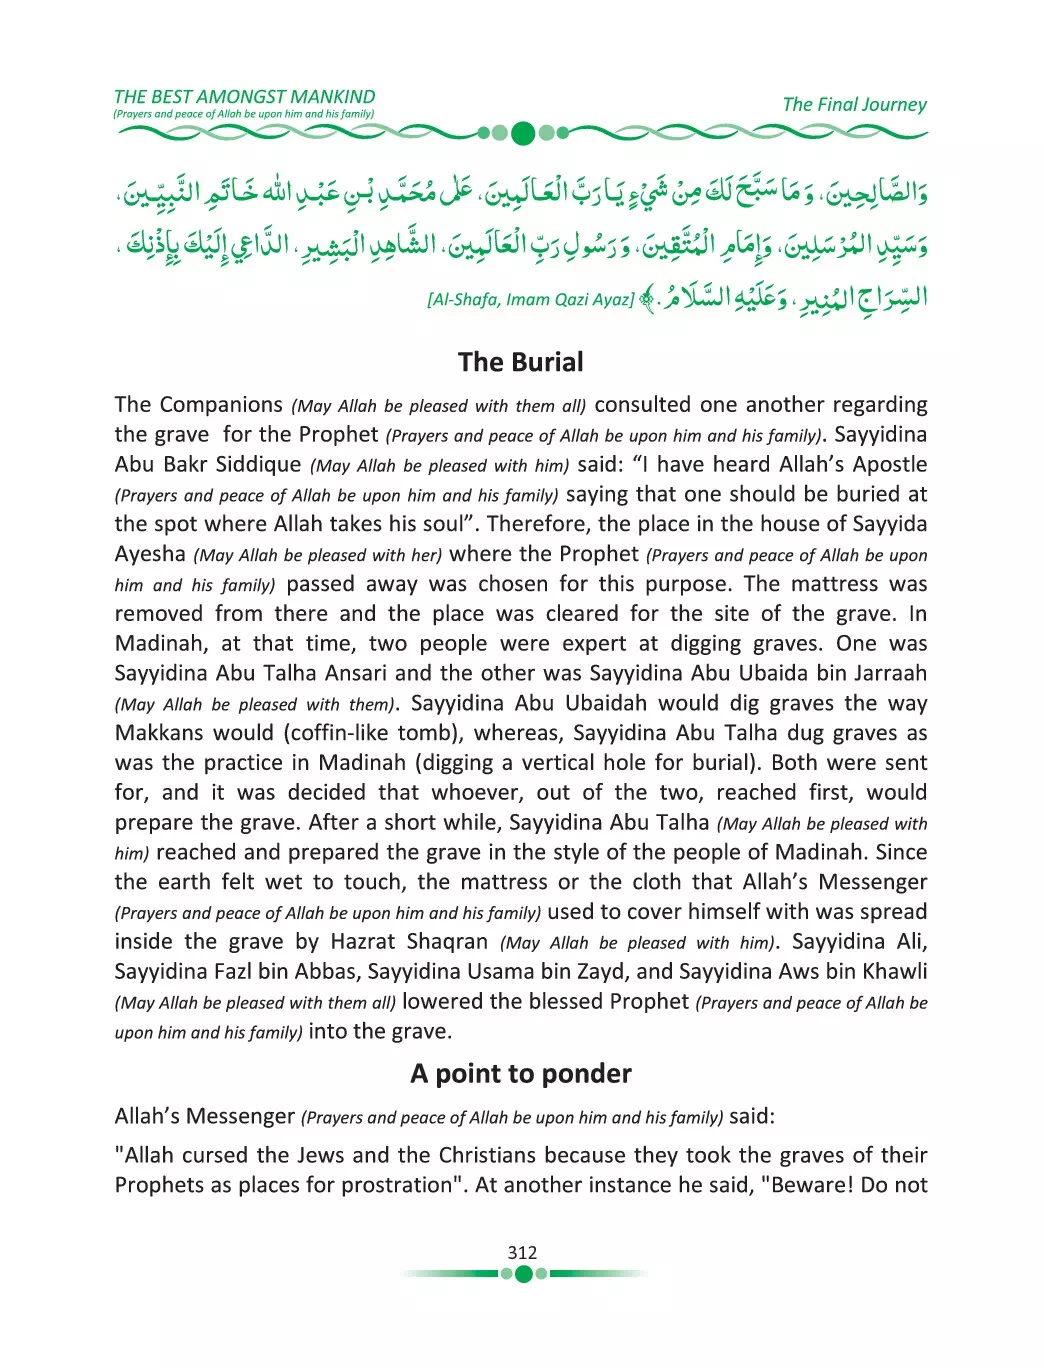 THE BEST AMONGST MANKIND
(Prayers and peace of Allah be upon him and his family)
The Final Journey
وَالصَّالِحِينَ، وَ مَا سَبَّحَ لَكَ مِنْ شَيْءٍ يَا رَبَّ الْعَالَمِينَ، عَلٰى مُحَمَّدِ بْنِ عَبْدِ اللہ خَاتَمِ النَّبِيِّينَ،
وَسَيِّدِ المُرْسَلِينَ، وَإِمَامِ الْمُتَّقِينَ، وَ رَسُولِ رَبِّ الْعَالَمِينَ، الشَّاهِدِ الْبَشِيرِ، الدَّاعِي إِلَيْكَ بِإِذْنِكَ ،
السِّرَاجِ المُنِيرِ، وَعَلَيْهِ السَّلَامُ.﴾ [Al-Shafa, Imam Qazi Ayaz]
The Burial
The Companions (May Allah be pleased with them all) consulted one another regarding
the grave for the Prophet (Prayers and peace of Allah be upon him and his family). Sayyidina
Abu Bakr Siddique (May Allah be pleased with him) said: “I have heard Allah’s Apostle
(Prayers and peace of Allah be upon him and his family) saying that one should be buried at
the spot where Allah takes his soul”. Therefore, the place in the house of Sayyida
Ayesha (May Allah be pleased with her) where the Prophet (Prayers and peace of Allah be upon
him and his family) passed away was chosen for this purpose. The mattress was
removed from there and the place was cleared for the site of the grave. In
Madinah, at that time, two people were expert at digging graves. One was
Sayyidina Abu Talha Ansari and the other was Sayyidina Abu Ubaida bin Jarraah
(May Allah be pleased with them). Sayyidina Abu Ubaidah would dig graves the way
Makkans would (coffin-like tomb), whereas, Sayyidina Abu Talha dug graves as
was the practice in Madinah (digging a vertical hole for burial). Both were sent
for, and it was decided that whoever, out of the two, reached first, would
prepare the grave. After a short while, Sayyidina Abu Talha (May Allah be pleased with
him) reached and prepared the grave in the style of the people of Madinah. Since
the earth felt wet to touch, the mattress or the cloth that Allah’s Messenger
(Prayers and peace of Allah be upon him and his family) used to cover himself with was spread
inside the grave by Hazrat Shaqran (May Allah be pleased with him). Sayyidina Ali,
Sayyidina Fazl bin Abbas, Sayyidina Usama bin Zayd, and Sayyidina Aws bin Khawli
(May Allah be pleased with them all) lowered the blessed Prophet (Prayers and peace of Allah be
upon him and his family) into the grave.
A point to ponder
Allah’s Messenger (Prayers and peace of Allah be upon him and his family) said:
"Allah cursed the Jews and the Christians because they took the graves of their
Prophets as places for prostration". At another instance he said, "Beware! Do not
312